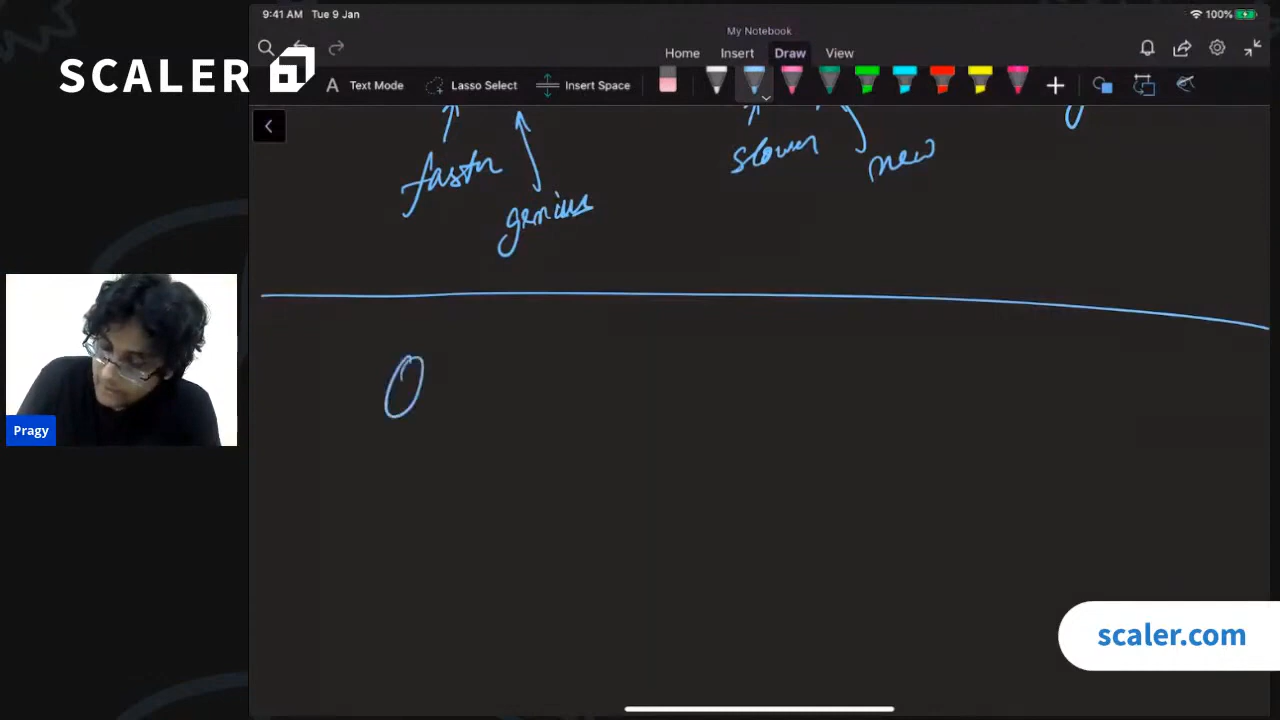 9:41 AM Tue 9 Jan
100%
My Notebook
Home Insert Draw View
SCALER
A Text Mode Lasso Select Insert Space
faster
genius
slower
new
O
Pragy
scaler.com